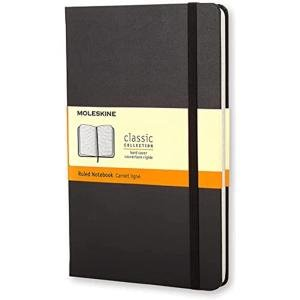 MOLESKINE
classic
COLLECTION
hard cover
couverture rigide
Ruled Notebook Carnet ligné